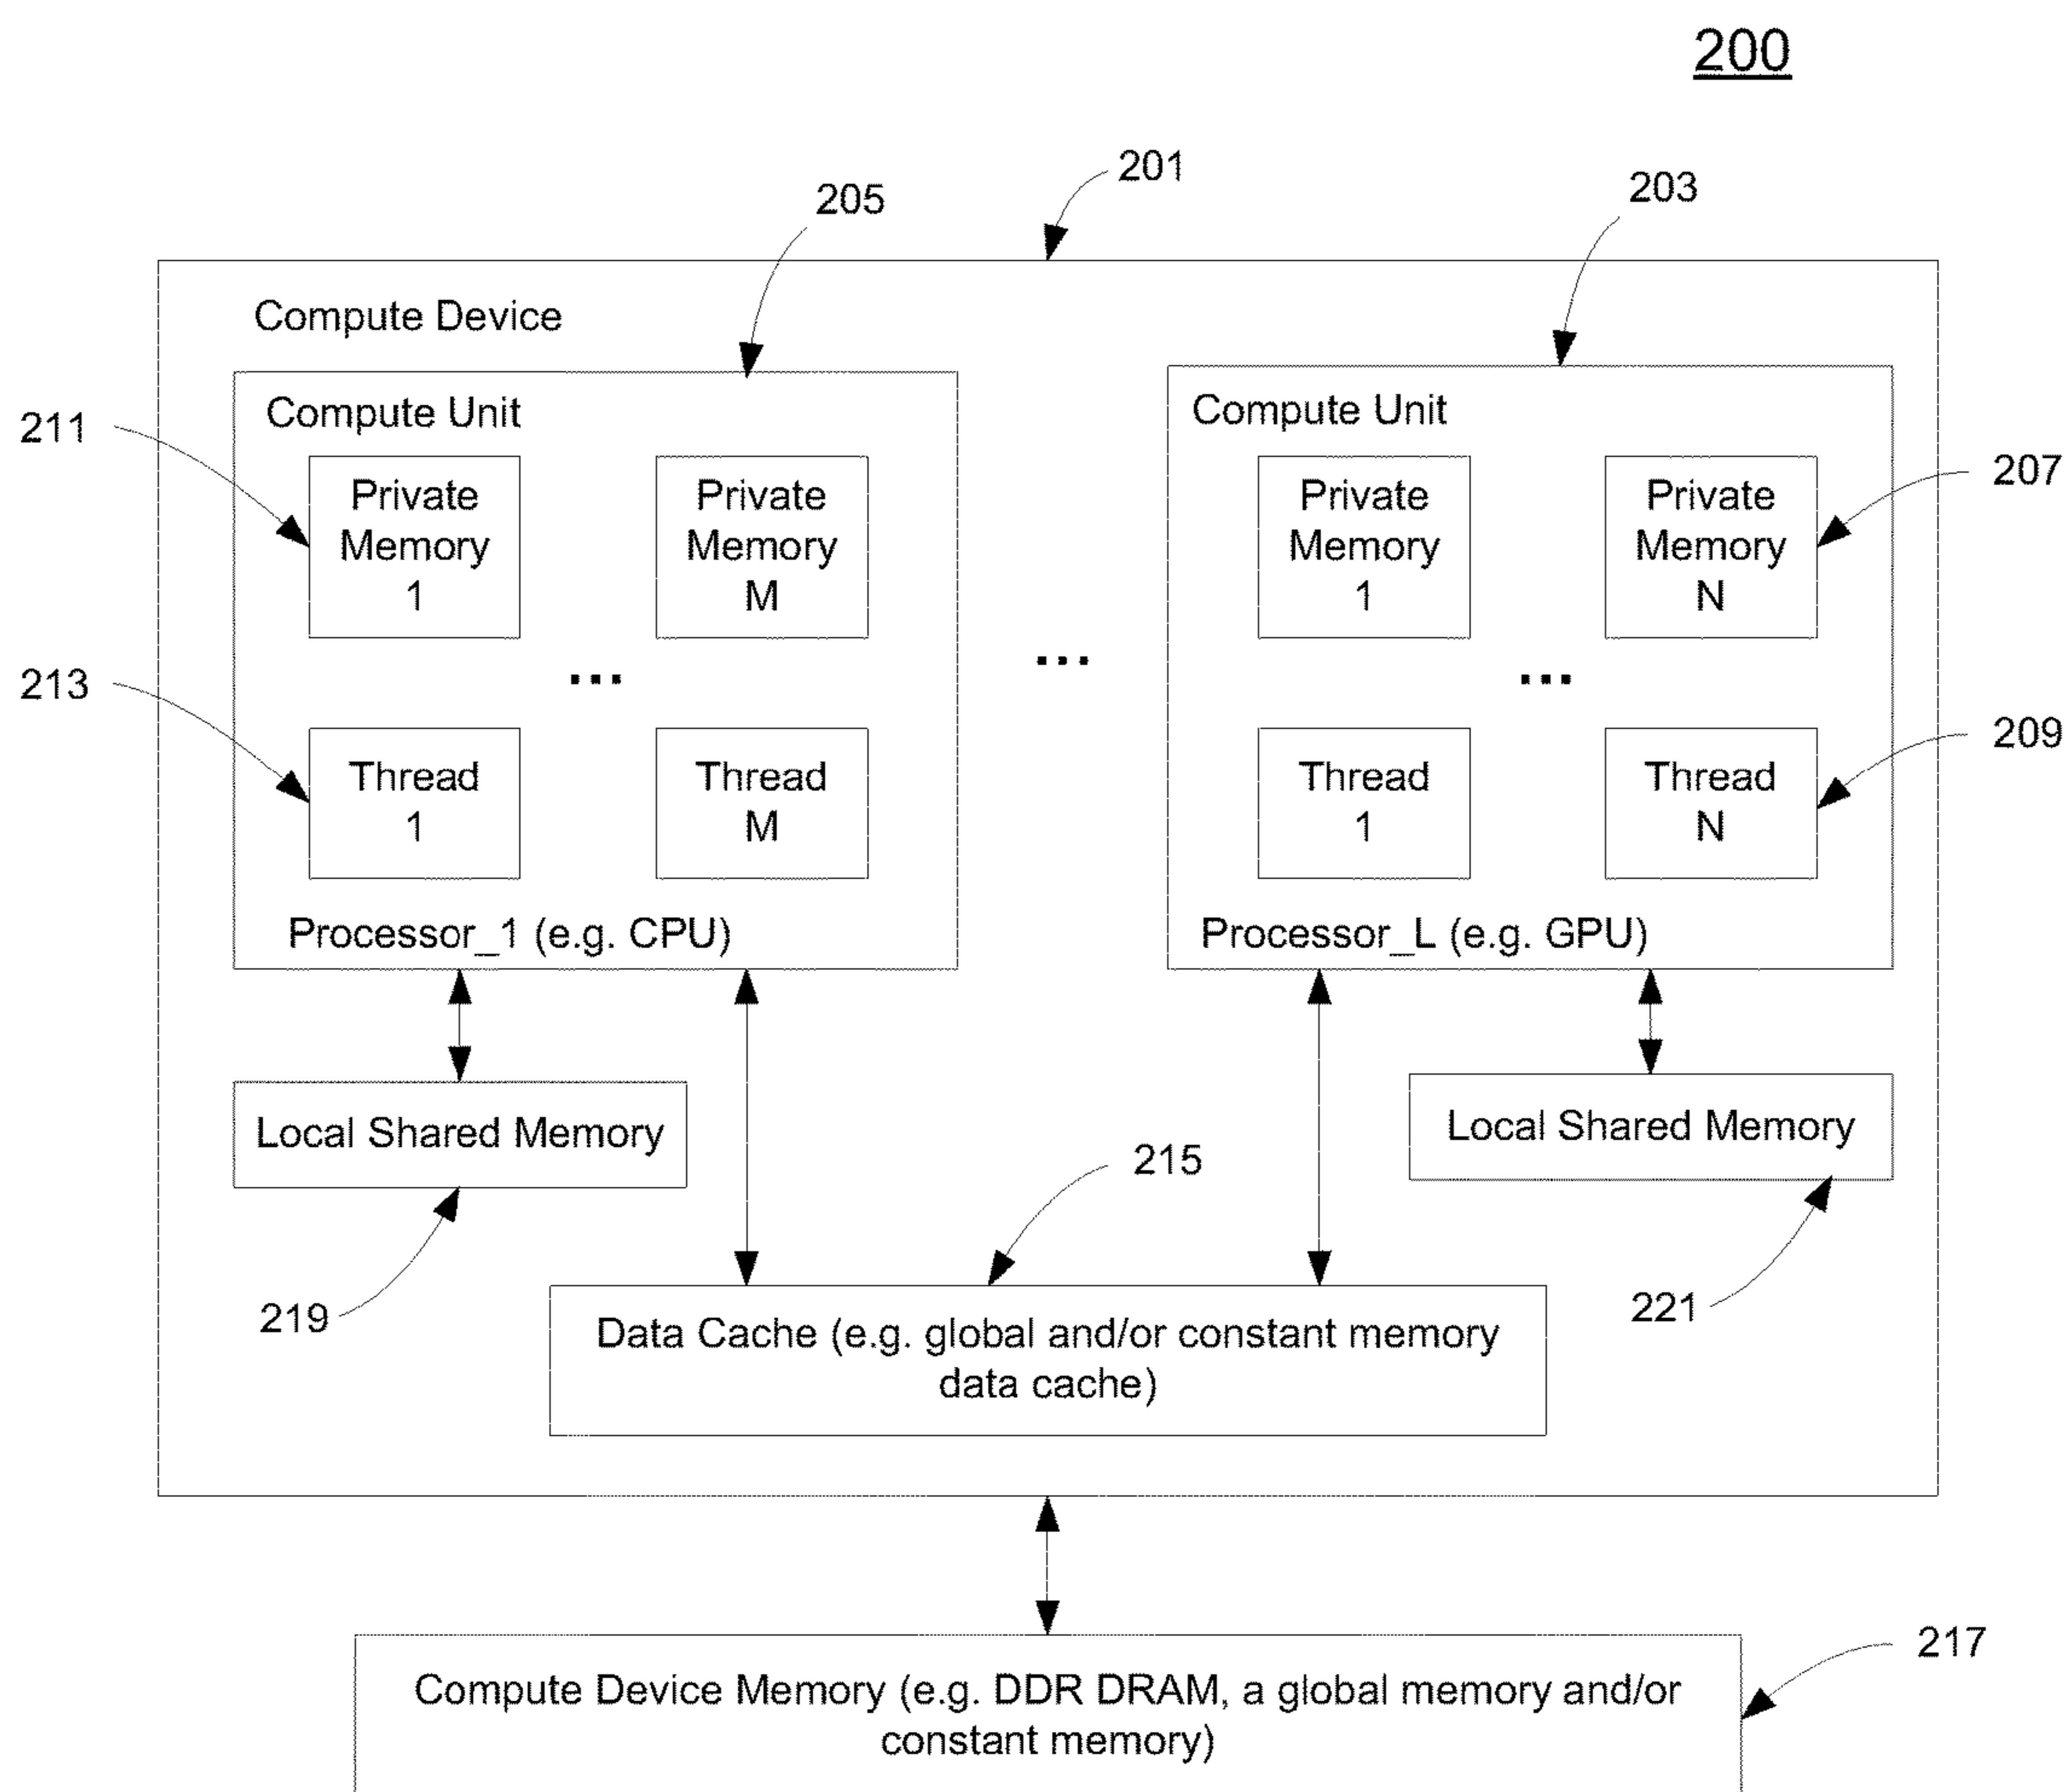 200
201
205
203
Compute Device
Compute Unit
Compute Unit
211
207
Private
Memory
1
Private
Memory
M
Private
Memory
1
Private
Memory
N
...
...
...
213
209
Thread
1
Thread
M
Thread
1
Thread
N
Processor_1 (e.g. CPU)
Processor_L (e.g. GPU)
Local Shared Memory
Local Shared Memory
215
219
221
Data Cache (e.g. global and/or constant memory
data cache)
217
Compute Device Memory (e.g. DDR DRAM, a global memory and/or
constant memory)